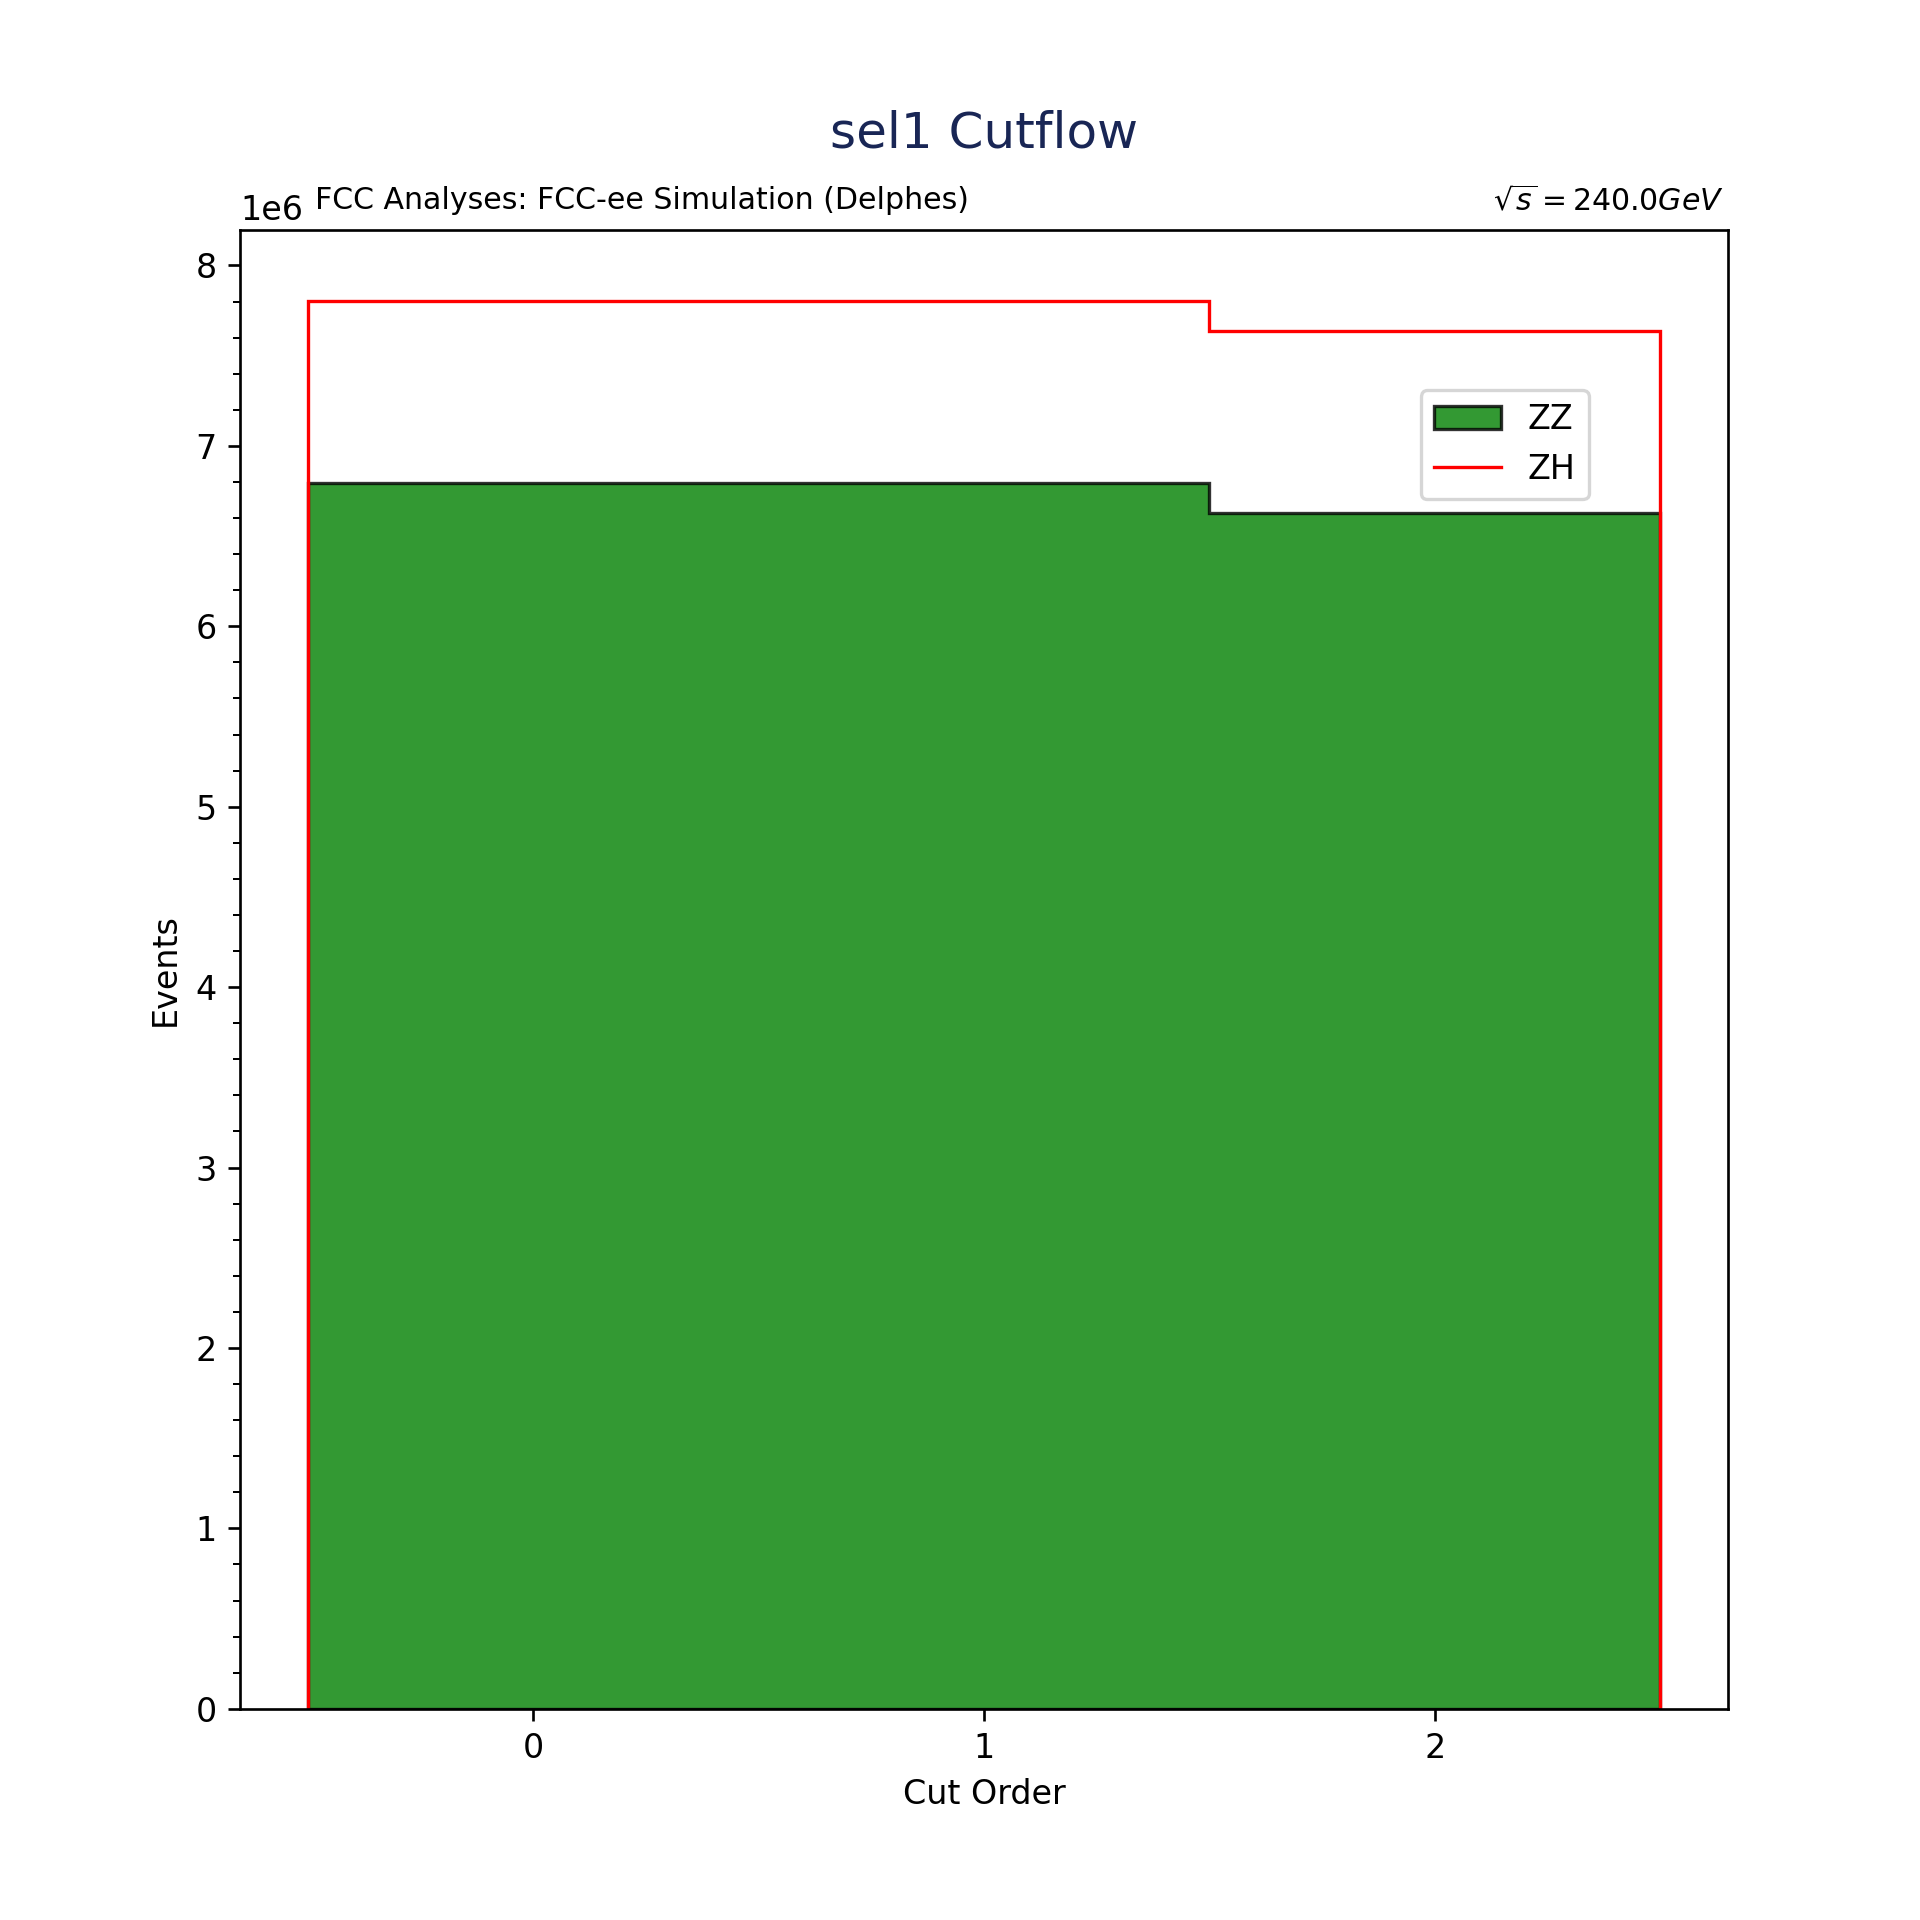 sel1 Cutflow
1e6 FCC Analyses: FCC-ee Simulation (Delphes) √s = 240.0GeV
8
7
6
5
4
3
2
1
0
Events
ZZ
ZH
0 1 2
Cut Order